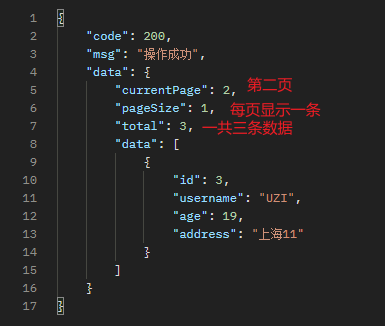 1 {
2 "code": 200,
3 "msg": "操作成功",
4 "data": {
5 "currentPage": 2, 第二页
6 "pageSize": 1, 每页显示一条
7 "total": 3, 一共三条数据
8 "data": [
9 {
10 "id": 3,
11 "username": "UZI",
12 "age": 19,
13 "address": "上海11"
14 }
15 ]
16 }
17 }